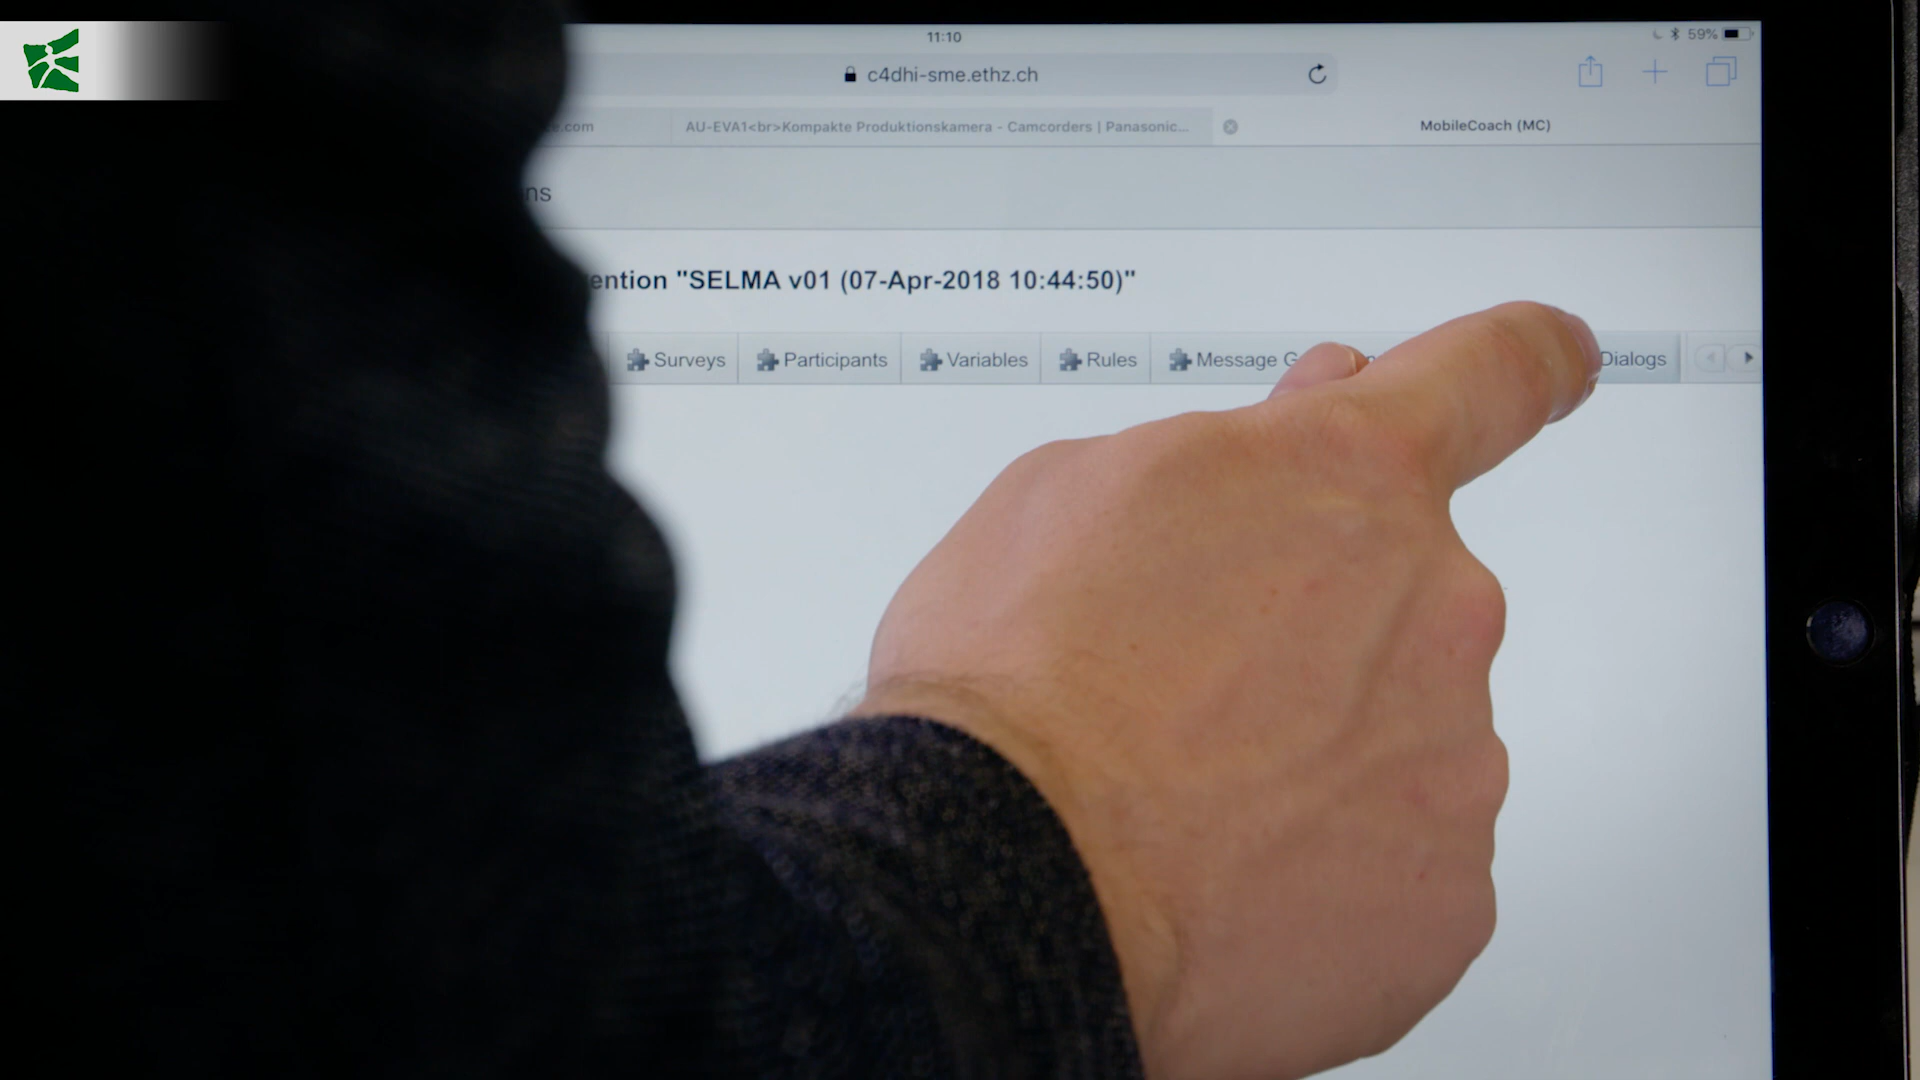 11:10
59%
c4dhi-sme.ethz.ch
.com
AU-EVA1<br>Kompakte Produktionskamera - Camcorders | Panasonic...
MobileCoach (MC)
ns
ention "SELMA v01 (07-Apr-2018 10:44:50)"
Surveys
Participants
Variables
Rules
Message G
Dialogs